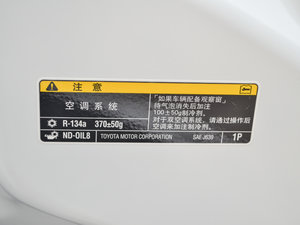 注意
空调系统
R-134a 370±50g
ND-OIL8
「如果车辆配备观察窗」
待气泡消失后加注
100±50g制冷剂。
对于双空调系统，请通过操作后
空调来加注制冷剂。
TOYOTA MOTOR CORPORATION SAE J639 1P